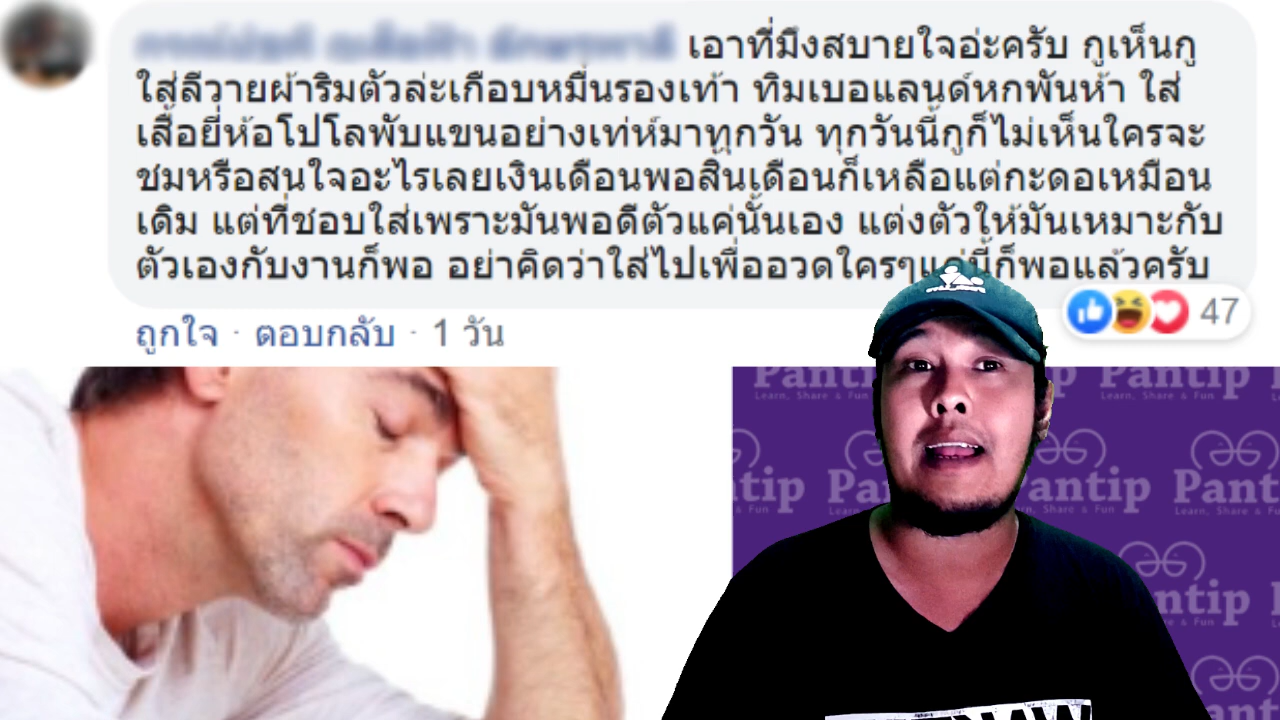 เอาที่มึงสบายใจอ่ะครับ กูเห็นกู
ใส่ลีวายผ้าริมตัวล่ะเกือบหมื่นรองเท้า ทิมเบอแลนด์หกพันห้า ใส่
เสื้อยี่ห้อโปโลพับแขนอย่างเท่ห์มาทุกวัน ทุกวันนี้กูก็ไม่เห็นใครจะ
ชมหรือสนใจอะไรเลยเงินเดือนพอสิ้นเดือนก็เหลือแต่กะดอเหมือน
เดิม แต่ที่ชอบใส่เพราะมันพอดีตัวแค่นั้นเอง แต่งตัวให้มันเหมาะกับ
ตัวเองกับงานก็พอ อย่าคิดว่าใส่ไปเพื่ออวดใครๆแค่นี้ก็พอแล้วครับ
47
ถูกใจ · ตอบกลับ · 1 วัน
Pantip Pantip
Learn, Share & Fun Learn, Share & Fun
Pantip
Learn, Share & Fun